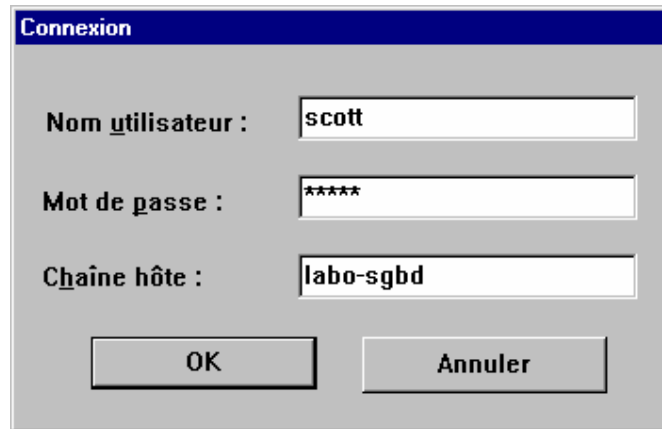 Connexion
Nom utilisateur : scott
Mot de passe : *****
Chaîne hôte : labo-sgbd
OK Annuler